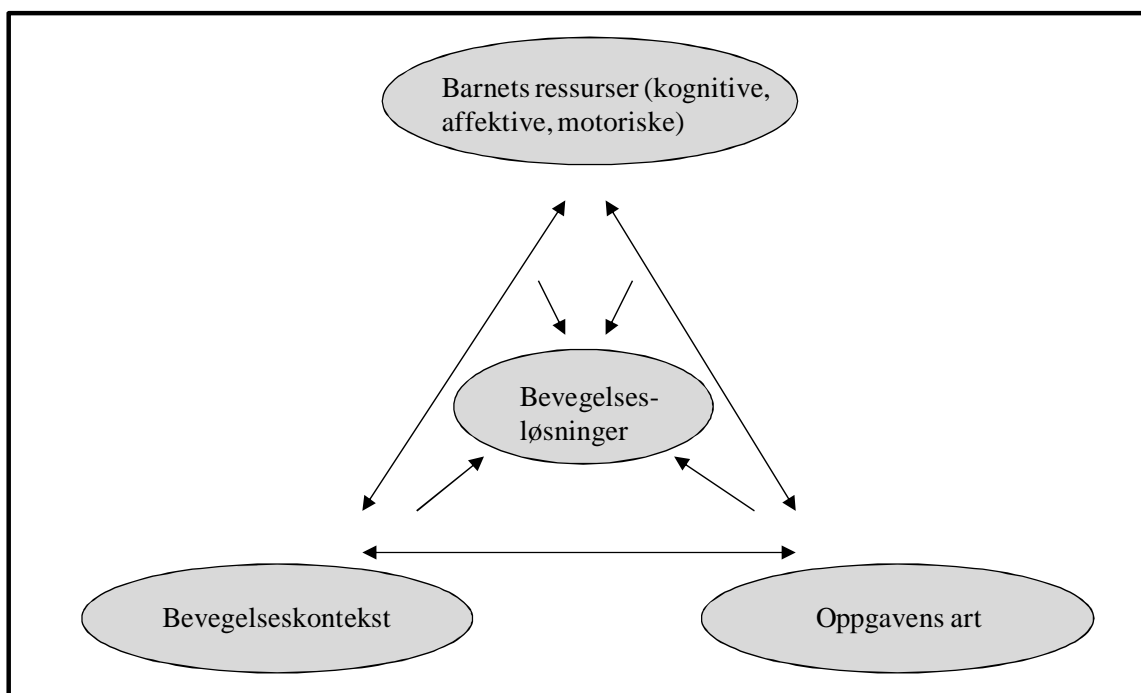 Barnets ressurser (kognitive,
affektive, motoriske)
Bevegelses-
løsninger
Bevegelseskontekst
Oppgavens art